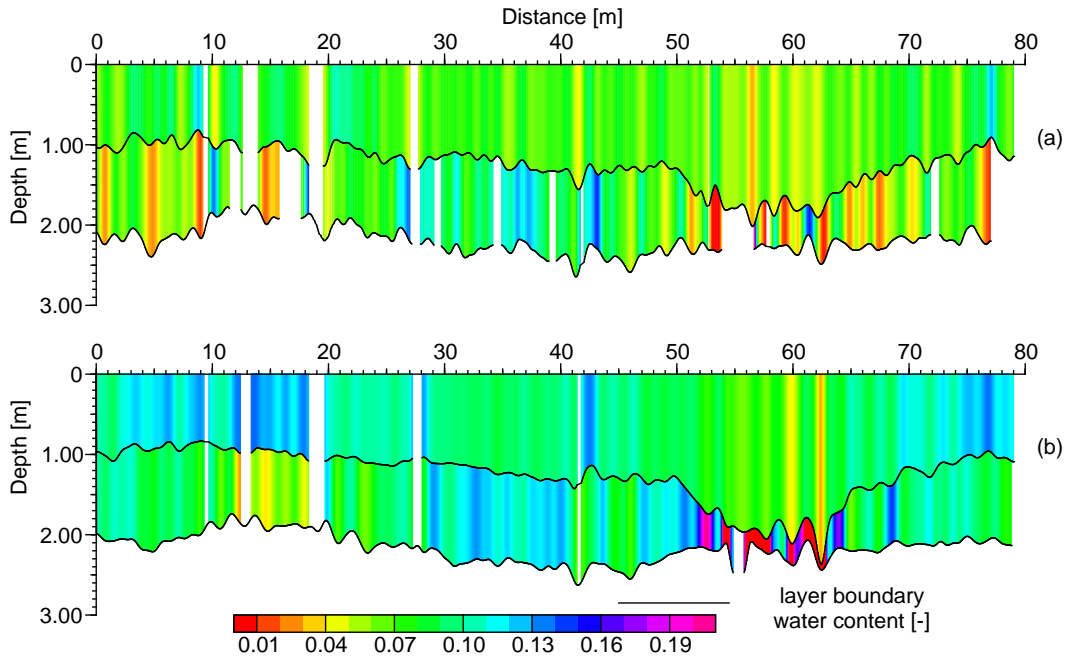 Distance [m]
0 10 20 30 40 50 60 70 80
0
1.00
2.00
3.00
Depth [m]
(a)
0 10 20 30 40 50 60 70 80
0
1.00
2.00
3.00
Depth [m]
(b)
layer boundary
water content [-]
0.01 0.04 0.07 0.10 0.13 0.16 0.19